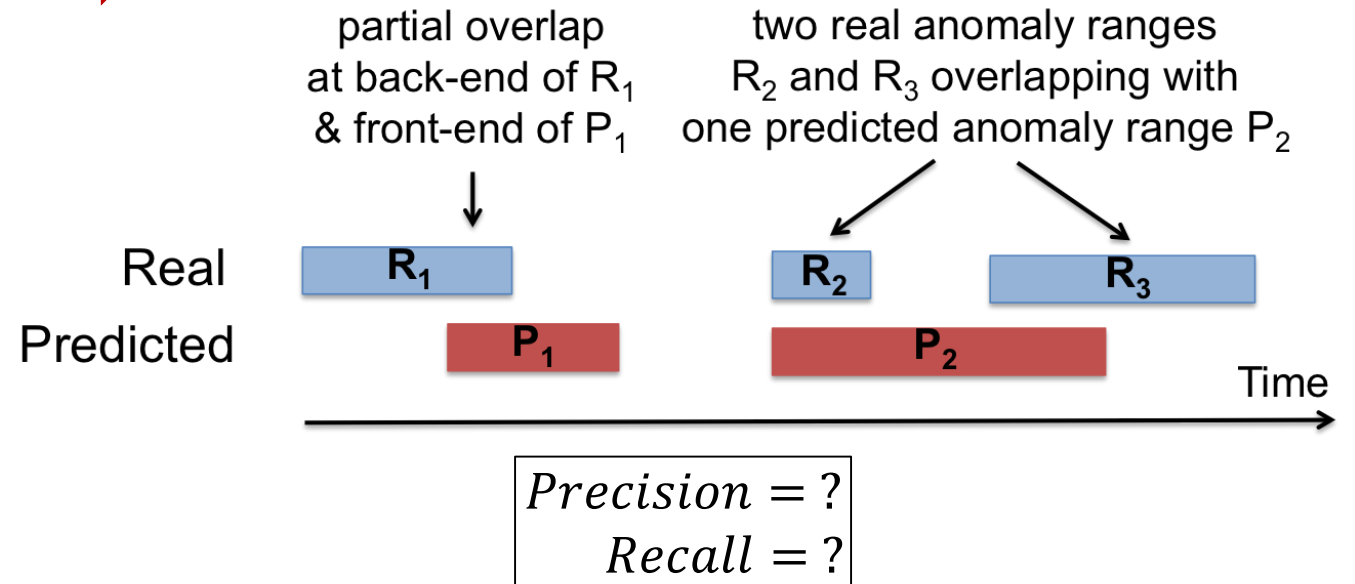 partial overlap
at back-end of R₁
& front-end of P₁
two real anomaly ranges
R₂ and R₃ overlapping with
one predicted anomaly range P₂
Real
R₁
R₂
R₃
Predicted
P₁
P₂
Time
Precision = ?
Recall = ?